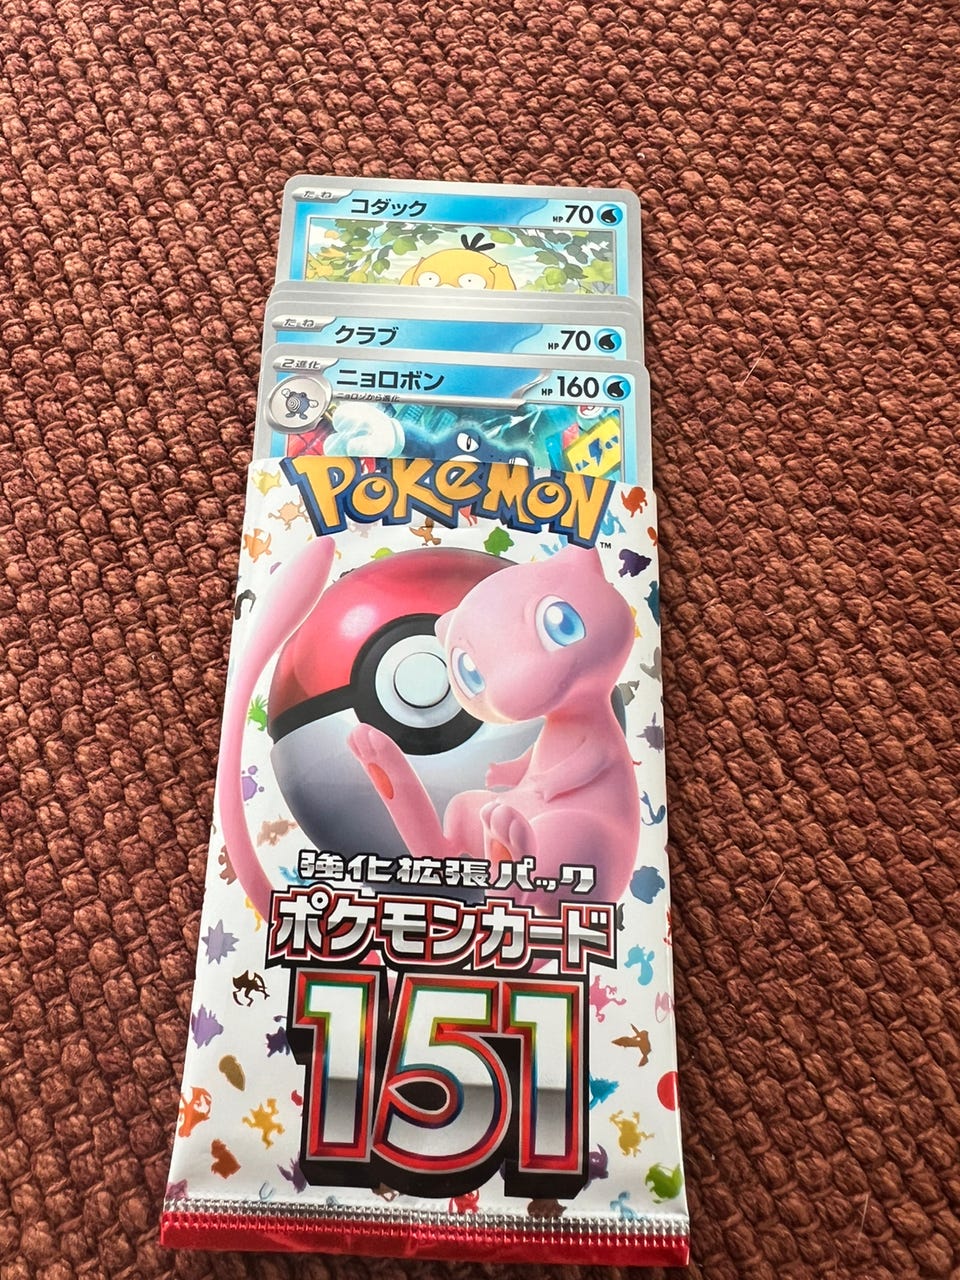 たね コダック HP70
たね クラブ HP70
2進化 ニョロボン HP160
ニョロゾから進化
POKÉMON
™
強化拡張パック
ポケモンカード
151